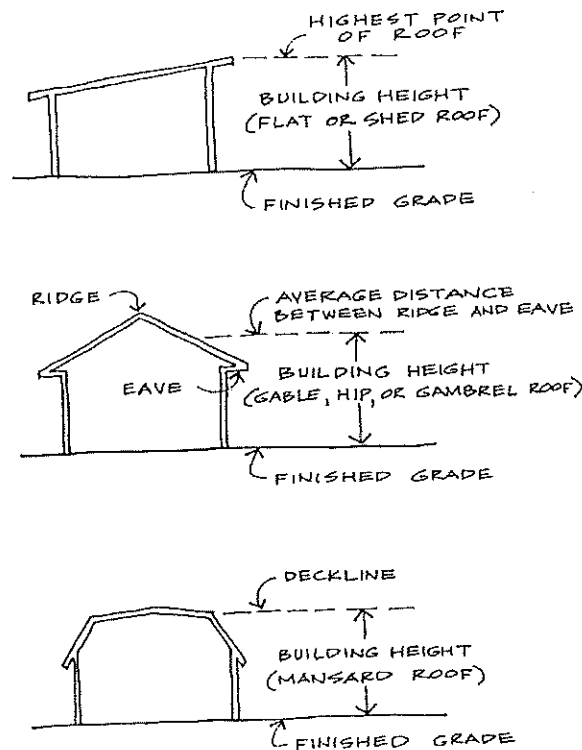 HIGHEST POINT
OF ROOF
BUILDING HEIGHT
(FLAT OR SHED ROOF)
FINISHED GRADE
RIDGE
AVERAGE DISTANCE
BETWEEN RIDGE AND EAVE
EAVE
BUILDING HEIGHT
(GABLE, HIP, OR GAMBREL ROOF)
FINISHED GRADE
DECKLINE
BUILDING HEIGHT
(MANSARD ROOF)
FINISHED GRADE